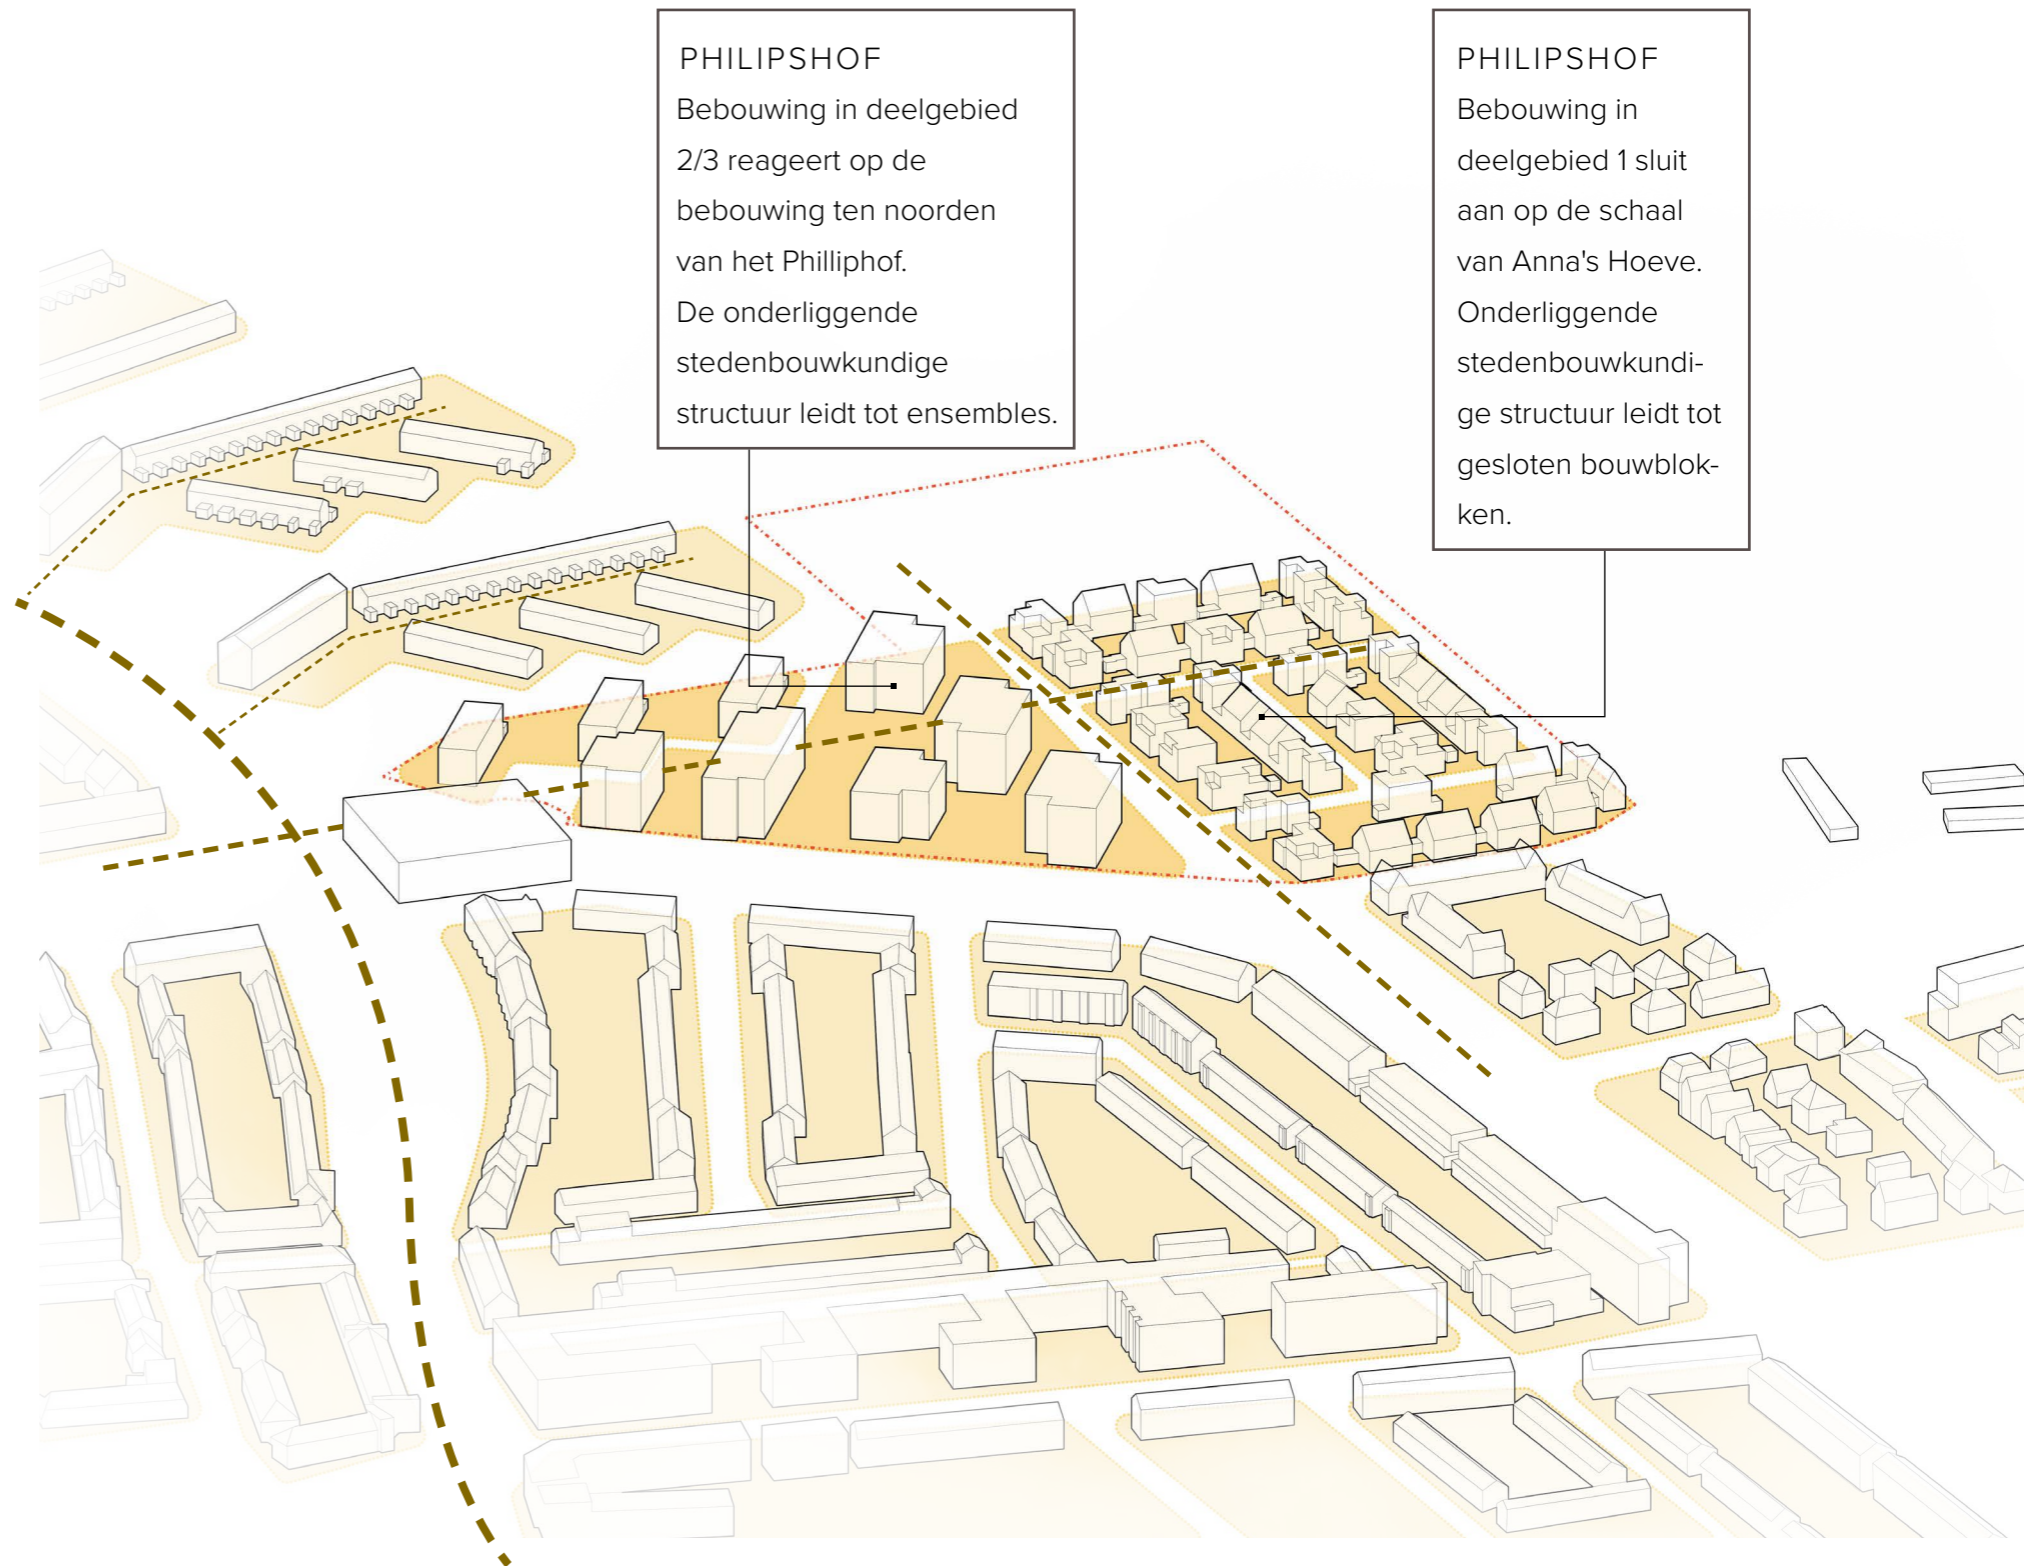 PHILIPSHOF
Bebouwing in deelgebied
2/3 reageert op de
bebouwing ten noorden
van het Philliphof.
De onderliggende
stedenbouwkundige
structuur leidt tot ensembles.
PHILIPSHOF
Bebouwing in
deelgebied 1 sluit
aan op de schaal
van Anna's Hoeve.
Onderliggende
stedenbouwkundi-
ge structuur leidt tot
gesloten bouwblok-
ken.